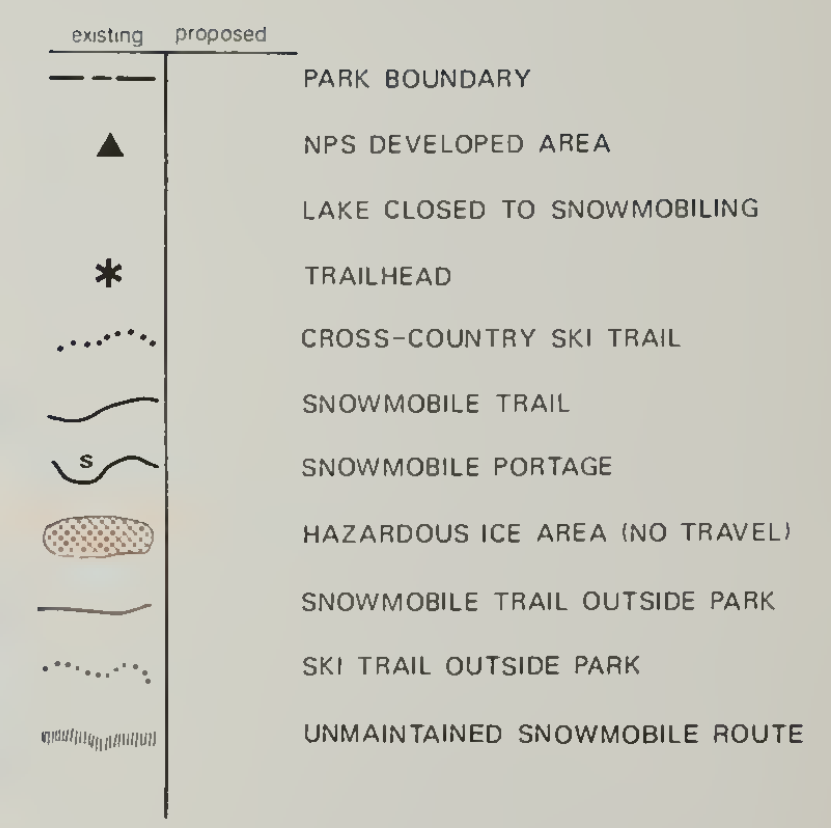 existing proposed
PARK BOUNDARY
NPS DEVELOPED AREA
LAKE CLOSED TO SNOWMOBILING
TRAILHEAD
CROSS-COUNTRY SKI TRAIL
SNOWMOBILE TRAIL
S SNOWMOBILE PORTAGE
HAZARDOUS ICE AREA (NO TRAVEL)
SNOWMOBILE TRAIL OUTSIDE PARK
SKI TRAIL OUTSIDE PARK
UNMAINTAINED SNOWMOBILE ROUTE